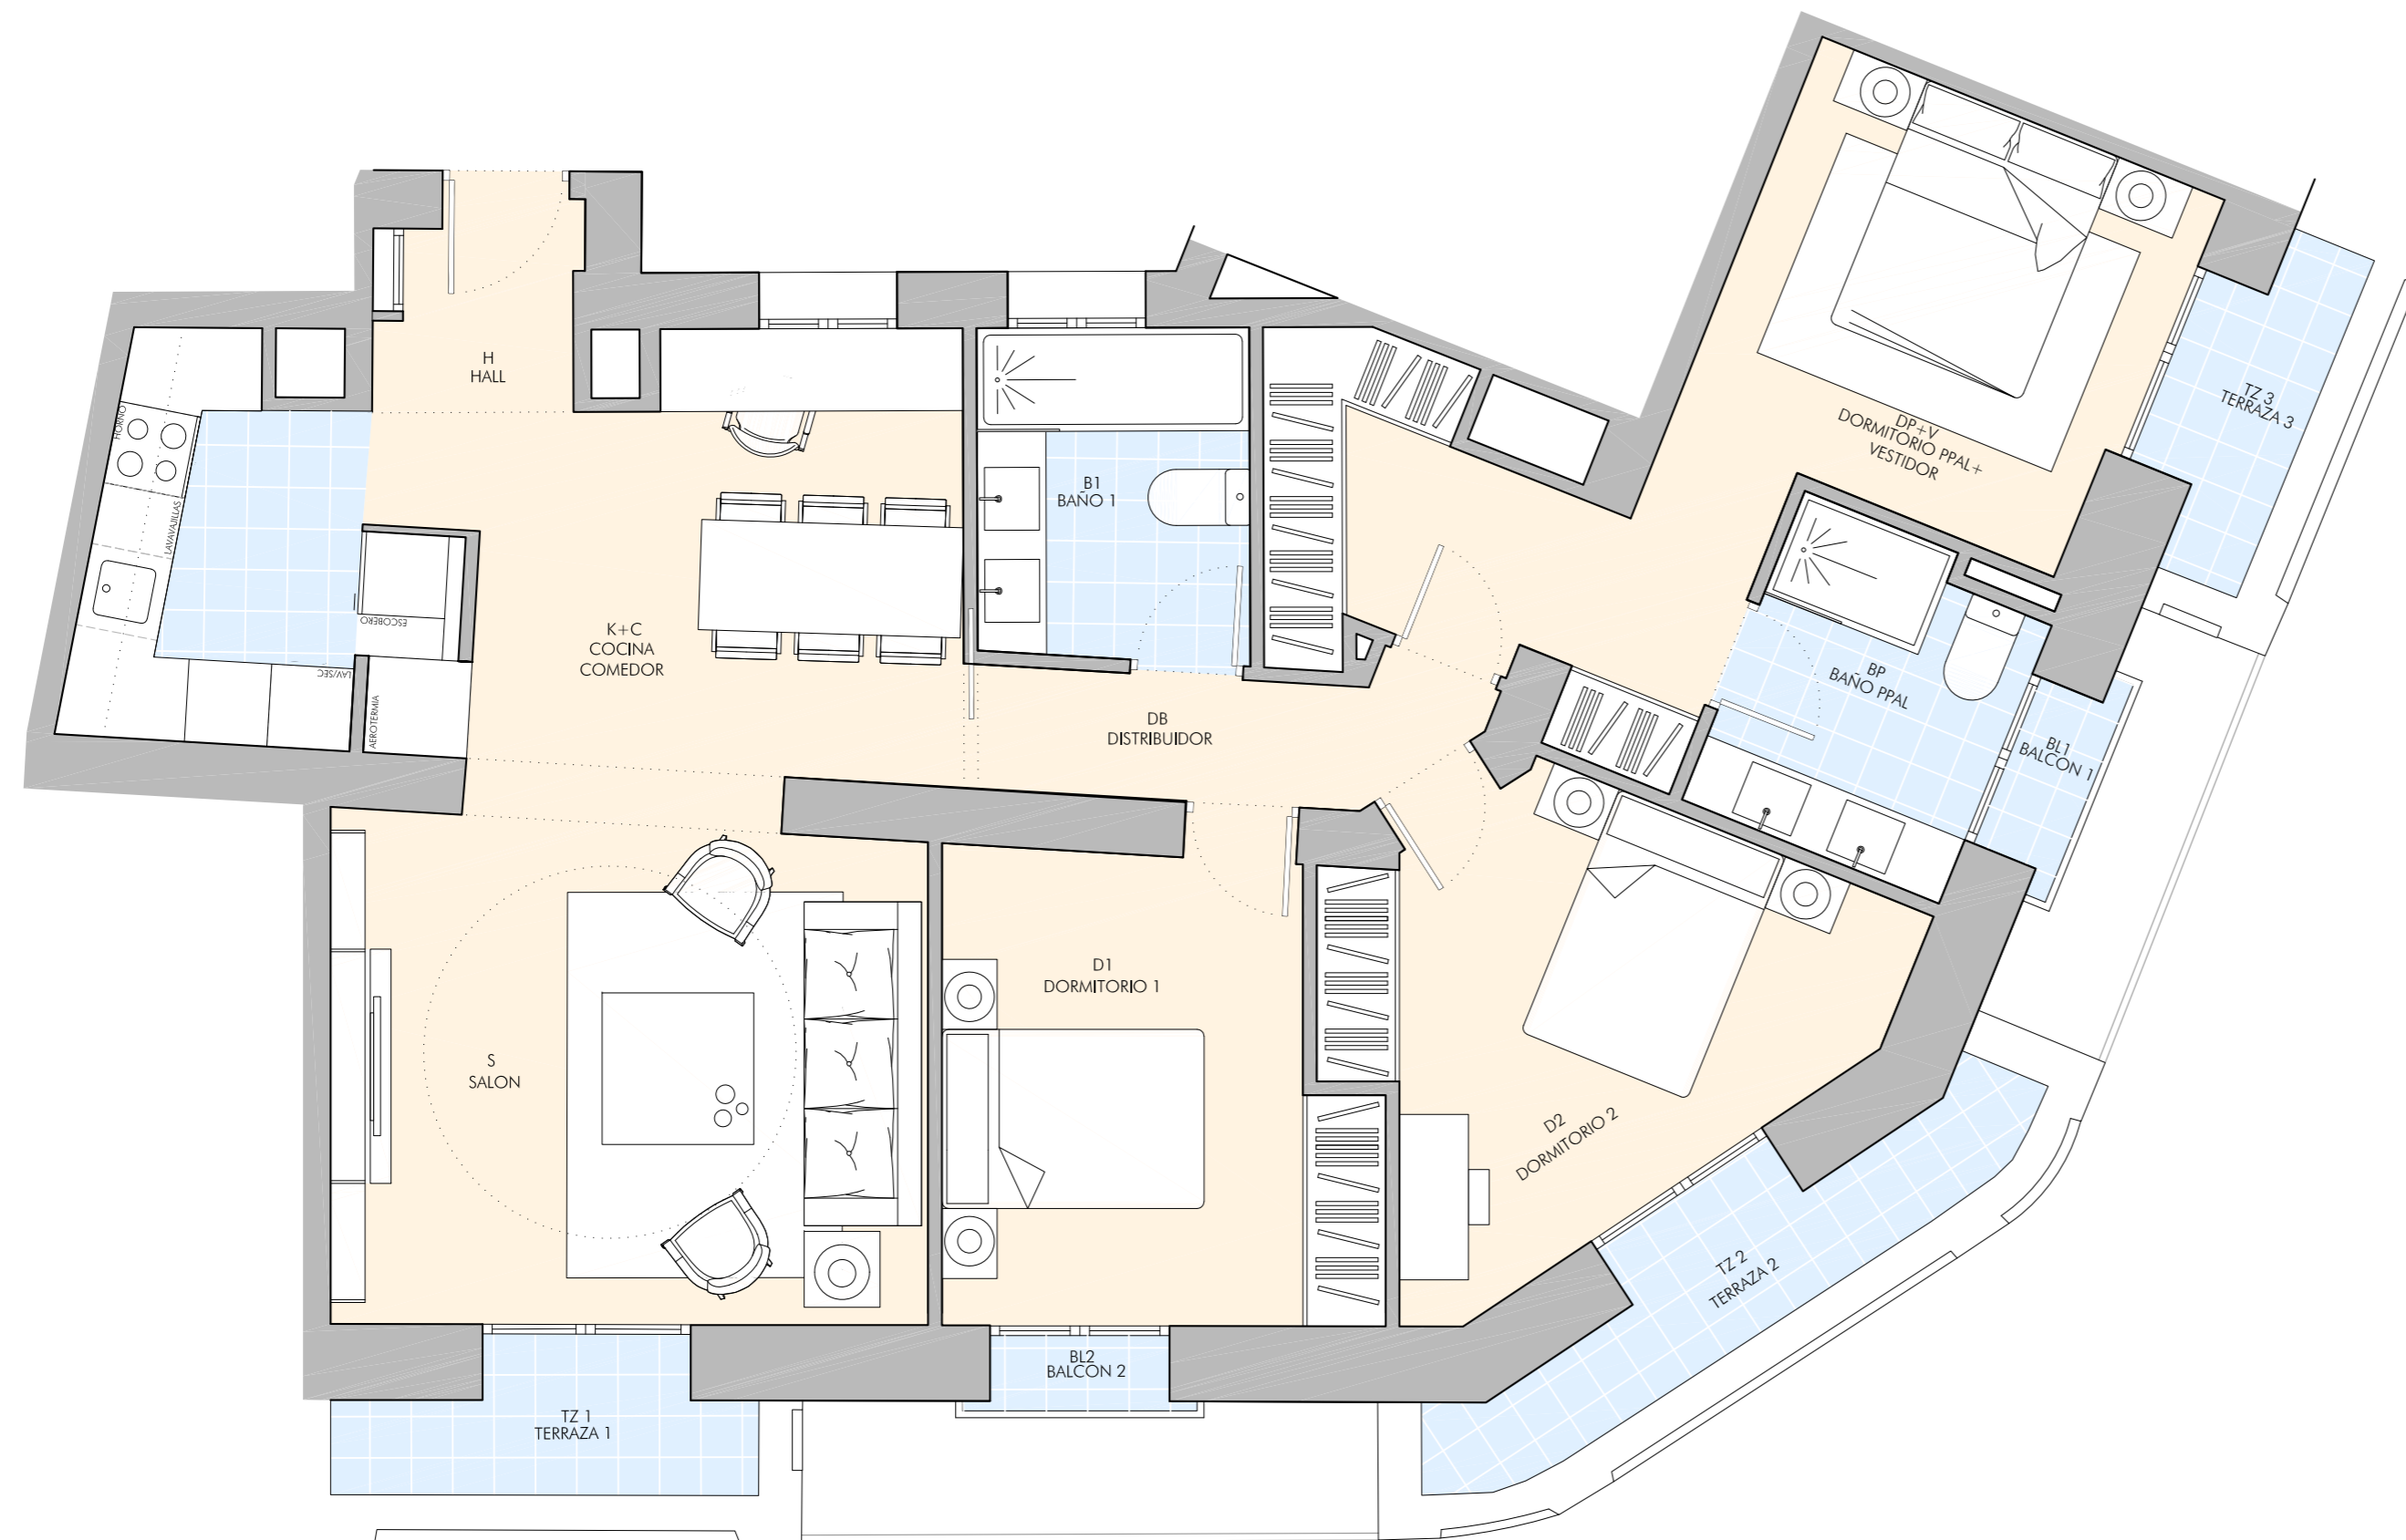 H
HALL
HORNO
LAVAVAJILLAS
ESCOBERO
LAV/SEC
AEROTERMIA
K+C
COCINA
COMEDOR
B1
BAÑO 1
DB
DISTRIBUIDOR
DP+V
DORMITORIO PPAL+
VESTIDOR
TZ 3
TERRAZA 3
BP
BAÑO PPAL
BL1
BALCON 1
S
SALON
D1
DORMITORIO 1
D2
DORMITORIO 2
TZ 2
TERRAZA 2
BL2
BALCON 2
TZ 1
TERRAZA 1